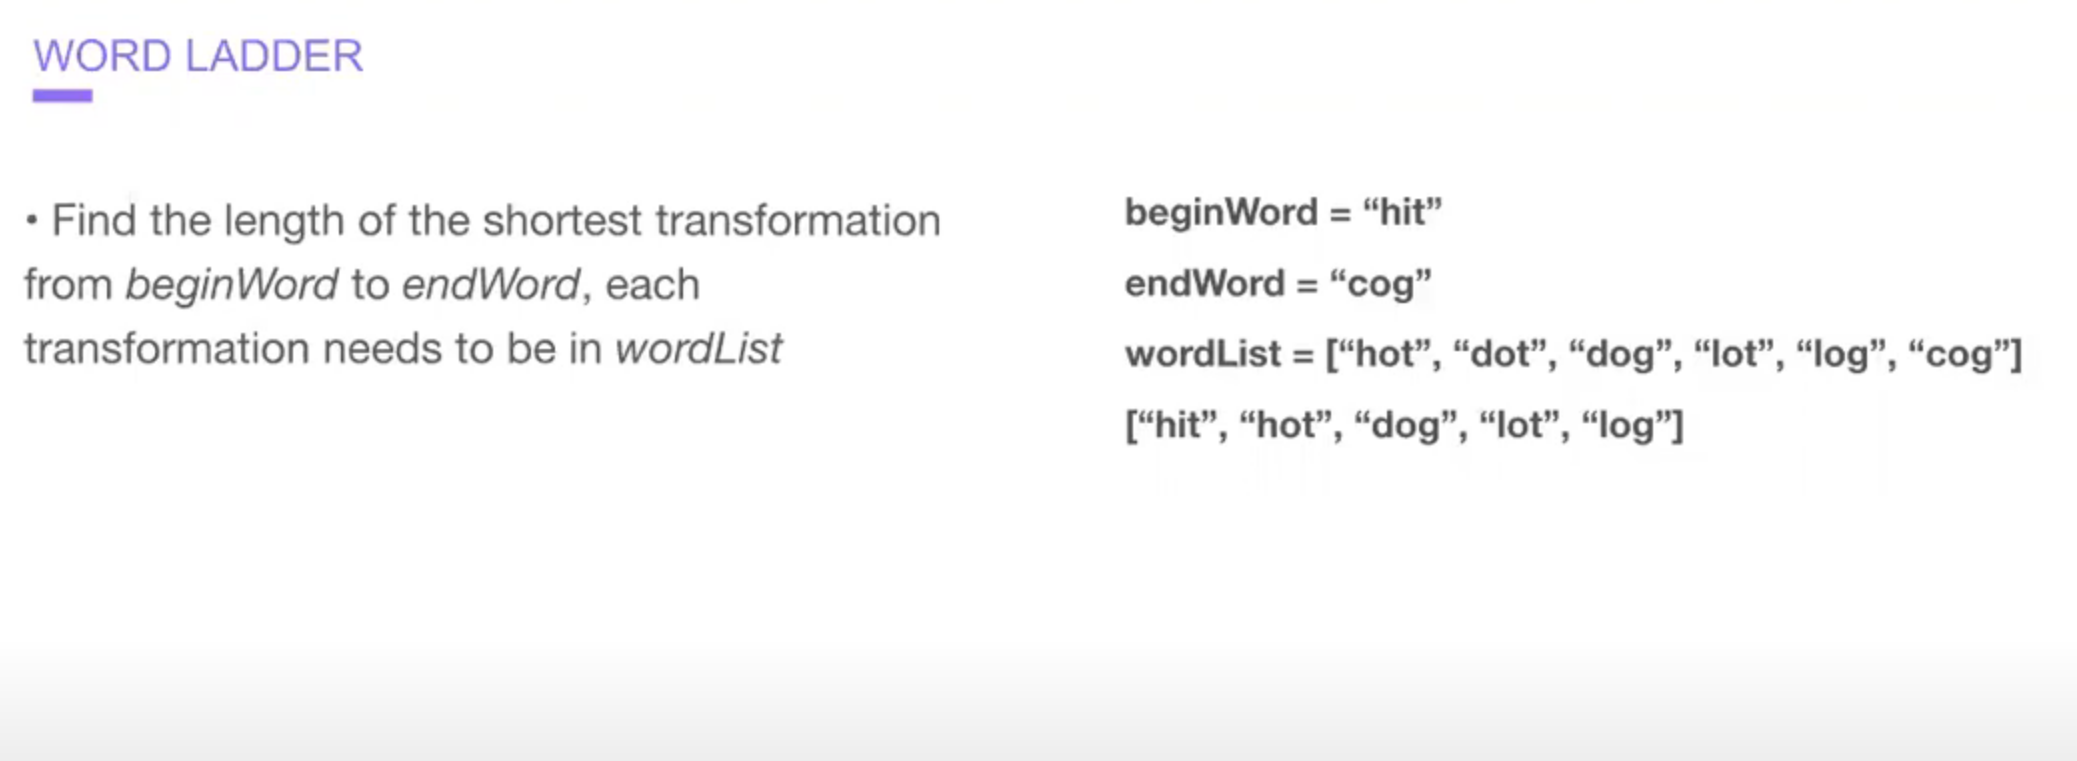 WORD LADDER
• Find the length of the shortest transformation
from beginWord to endWord, each
transformation needs to be in wordList
beginWord = “hit”
endWord = “cog”
wordList = [“hot”, “dot”, “dog”, “lot”, “log”, “cog”]
[“hit”, “hot”, “dog”, “lot”, “log”]